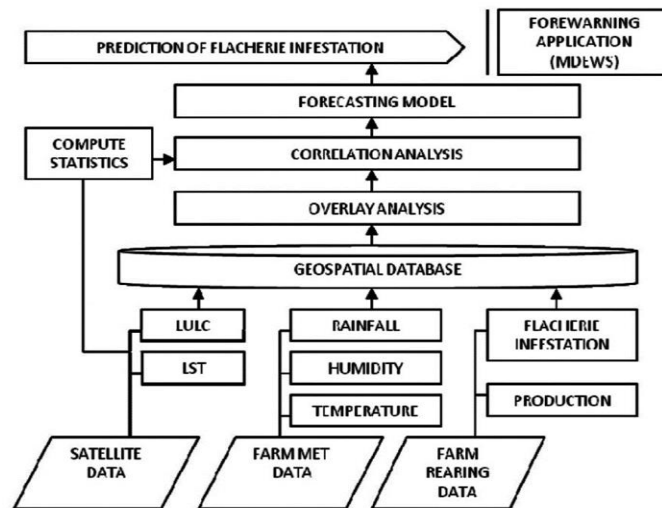 PREDICTION OF FLACHERIE INFESTATION
FOREWARNING
APPLICATION
(MDEWS)
FORECASTING MODEL
COMPUTE
STATISTICS
CORRELATION ANALYSIS
OVERLAY ANALYSIS
GEOSPATIAL DATABASE
LULC
RAINFALL
FLACHERIE
INFESTATION
LST
HUMIDITY
TEMPERATURE
PRODUCTION
SATELLITE
DATA
FARM MET
DATA
FARM
REARING
DATA